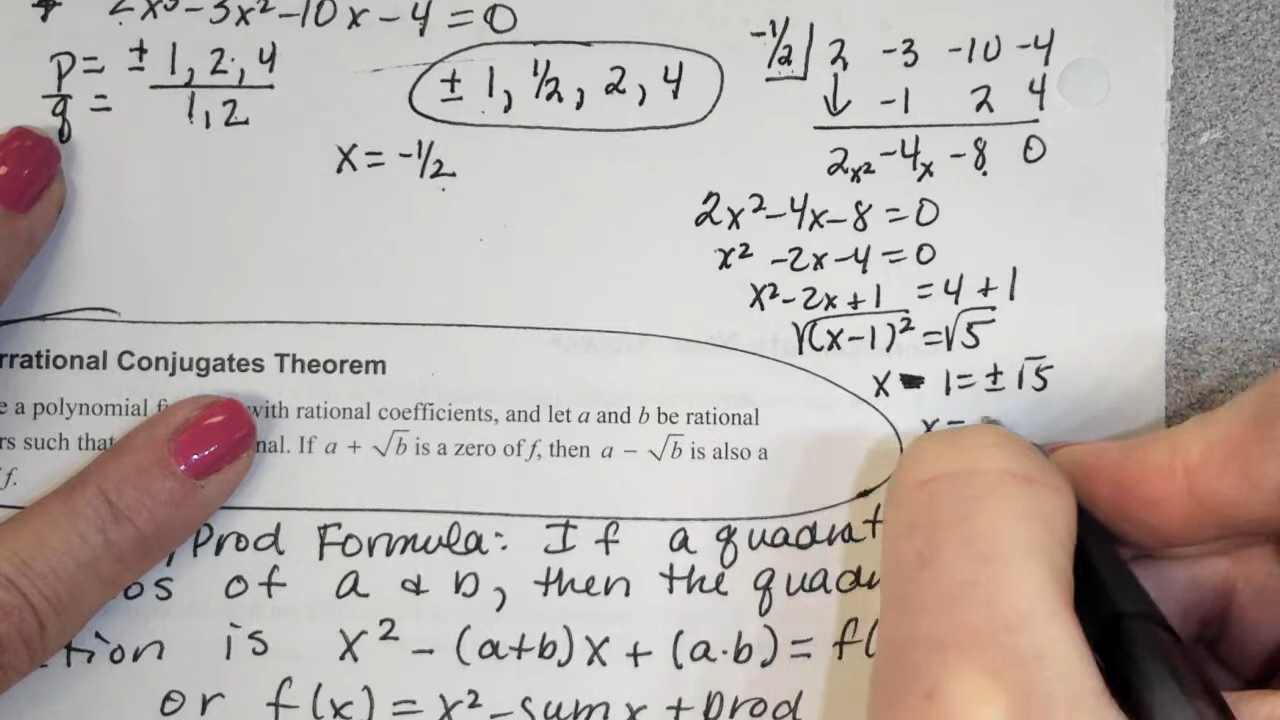 2x³-3x²-10x-4=0
p = ± 1, 2, 4
q = 1, 2
± 1, ½, 2, 4
x = -½
-½ | 2 -3 -10 -4
↓ -1 2 4
2x² -4x -8 0
2x²-4x-8=0
x² -2x-4=0
x²-2x+1 =4+1
√(x-1)² =√5
x - 1 = ± √5
x =
rrational Conjugates Theorem
e a polynomial with rational coefficients, and let a and b be rational
rs such that nal. If a + √b is a zero of f, then a − √b is also a
f.
Prod Formula: If a quadrat
os of a & b, then the quad
tion is x² - (a+b)x + (a·b) = f(
or f(x) = x² - sum x + prod